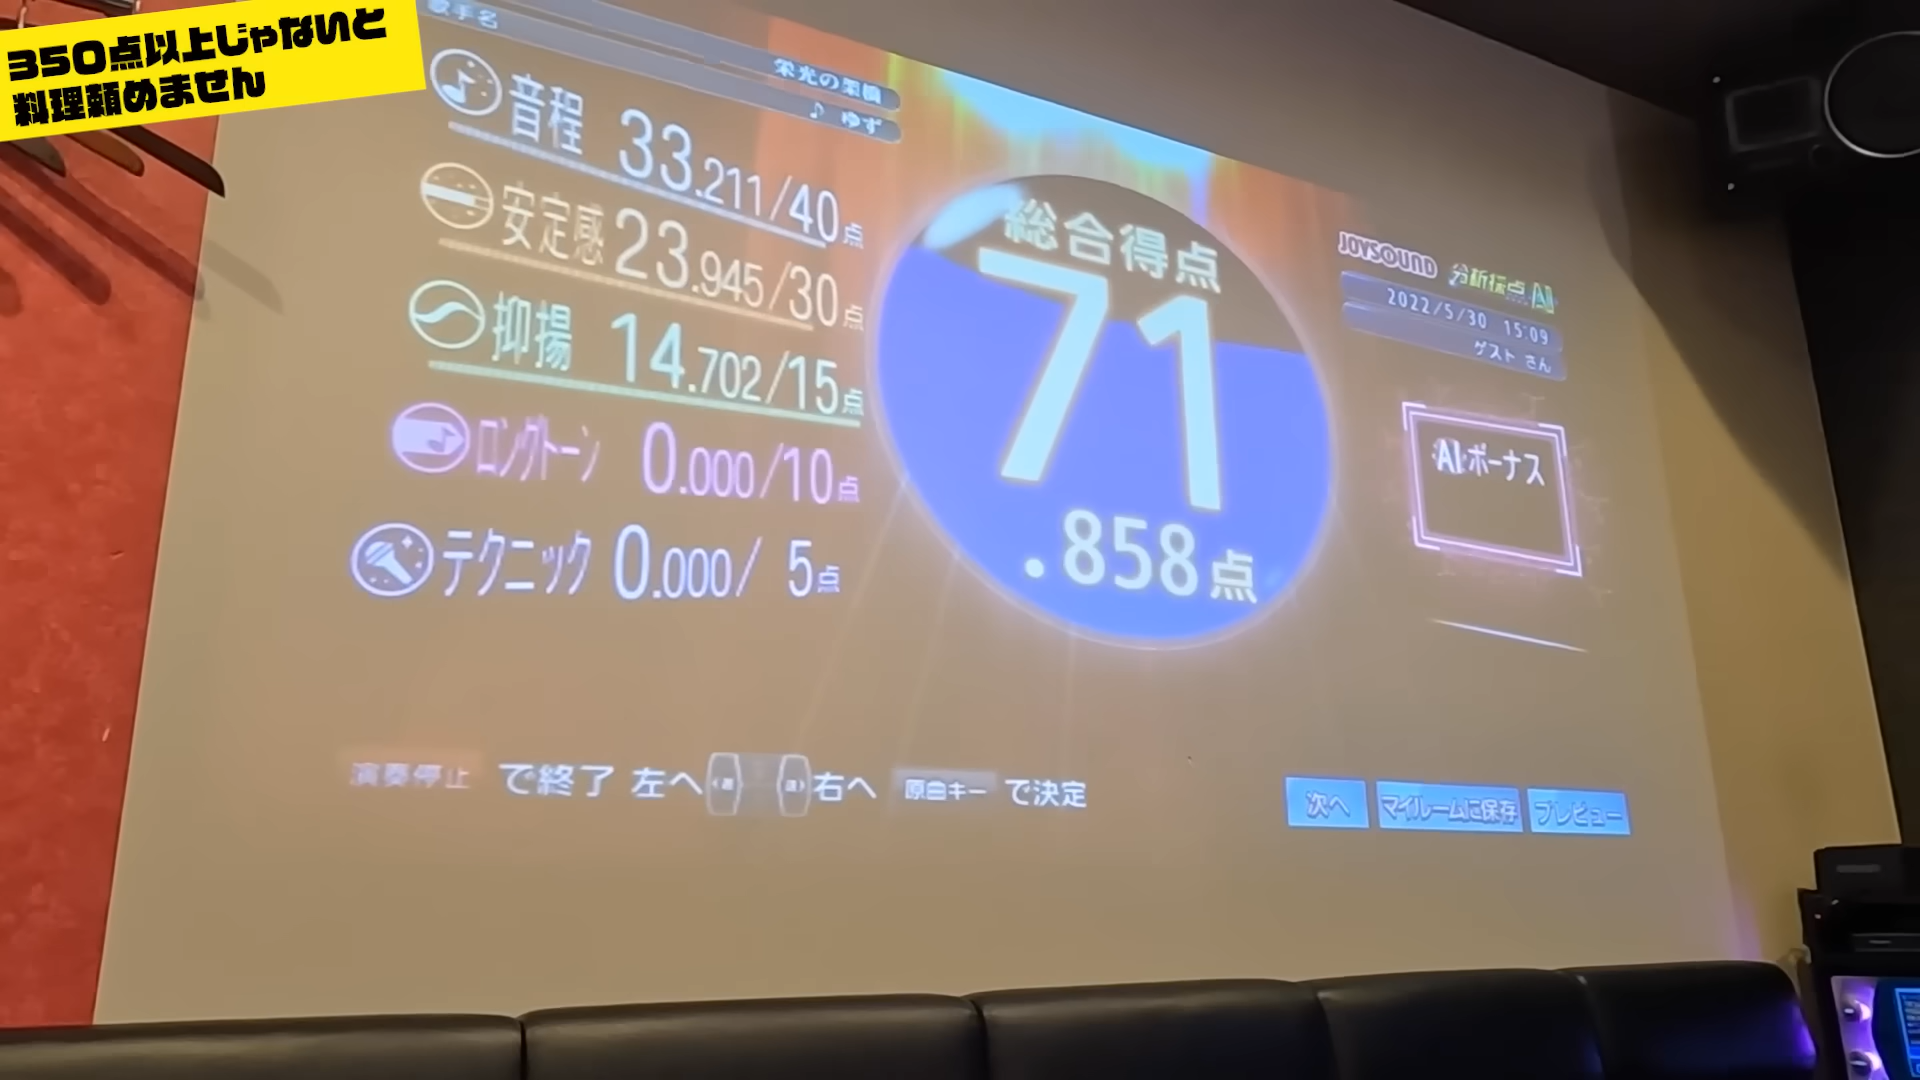 350点以上じゃないと
料理頼めません
歌手名
栄光の架橋
♪ ゆず
音程 33.211/40点
安定感 23.945/30点
抑揚 14.702/15点
ロングトーン 0.000/10点
テクニック 0.000/ 5点
総合得点
71
.858点
JOYSOUND 分析採点AI
2022/5/30 15:09
ゲスト さん
AIボーナス
演奏停止 で終了 左へ 右へ 原曲キー で決定
次へ マイルームに保存 プレビュー